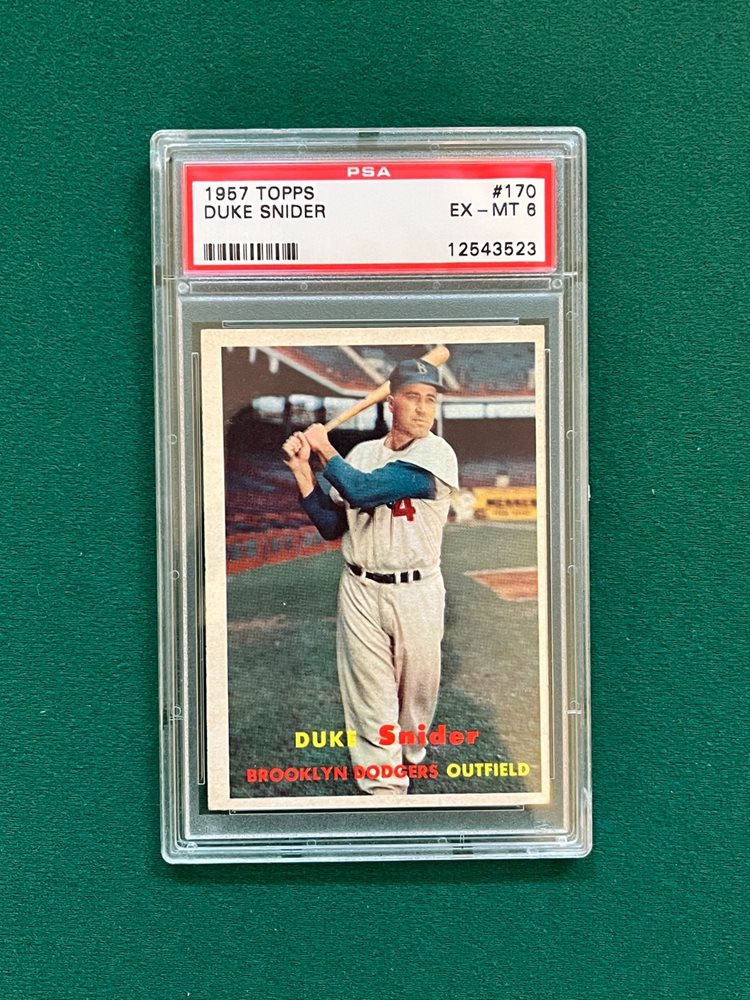 PSA
1957 TOPPS #170
DUKE SNIDER EX – MT 6
12543523
B
4
DUKE Snider
BROOKLYN DODGERS OUTFIELD